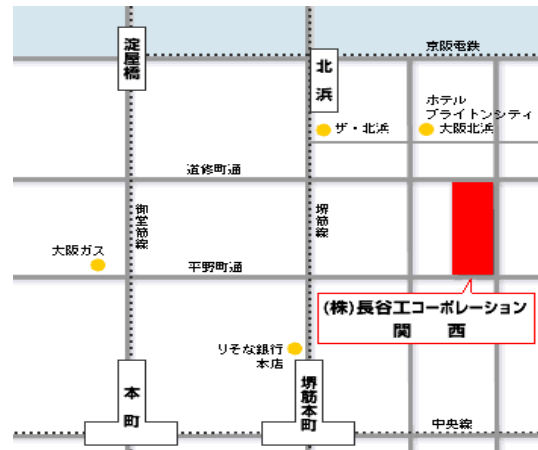 京阪電鉄
淀屋橋
北浜
ホテル
ブライトンシティ
大阪北浜
ザ・北浜
道修町通
御堂筋線
堺筋線
大阪ガス
平野町通
(株)長谷工コーポレーション
関 西
りそな銀行
本店
本町
堺筋本町
中央線